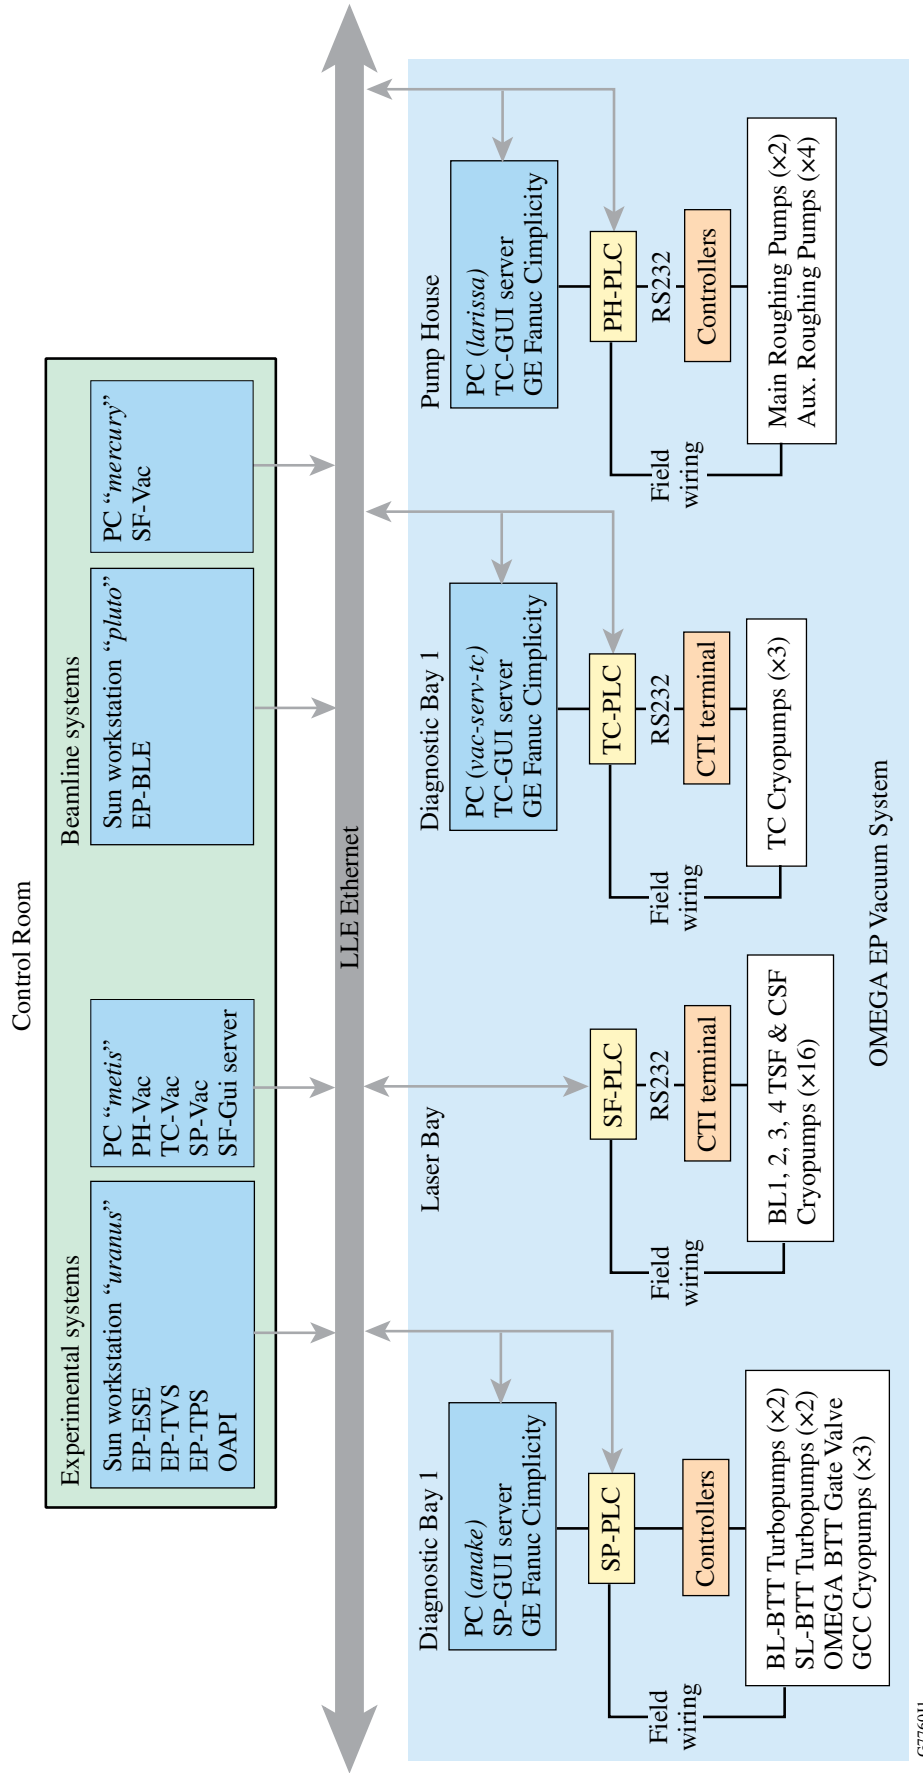 Control Room
Experimental systems
Sun workstation “uranus”
EP-ESE
EP-TVS
EP-TPS
OAPI
PC “metis”
PH-Vac
TC-Vac
SP-Vac
SF-Gui server
Beamline systems
Sun workstation “pluto”
EP-BLE
PC “mercury”
SF-Vac
LLE Ethernet
Diagnostic Bay 1
PC (anake)
SP-GUI server
GE Fanuc Cimplicity
SP-PLC
Controllers
Field
wiring
BL-BTT Turbopumps (×2)
SL-BTT Turbopumps (×2)
OMEGA BTT Gate Valve
GCC Cryopumps (×3)
Laser Bay
SF-PLC
RS232
CTI terminal
Field
wiring
BL1, 2, 3, 4 TSF & CSF
Cryopumps (×16)
Diagnostic Bay 1
PC (vac-serv-tc)
TC-GUI server
GE Fanuc Cimplicity
TC-PLC
RS232
CTI terminal
Field
wiring
TC Cryopumps (×3)
Pump House
PC (larissa)
TC-GUI server
GE Fanuc Cimplicity
PH-PLC
RS232
Controllers
Field
wiring
Main Roughing Pumps (×2)
Aux. Roughing Pumps (×4)
OMEGA EP Vacuum System